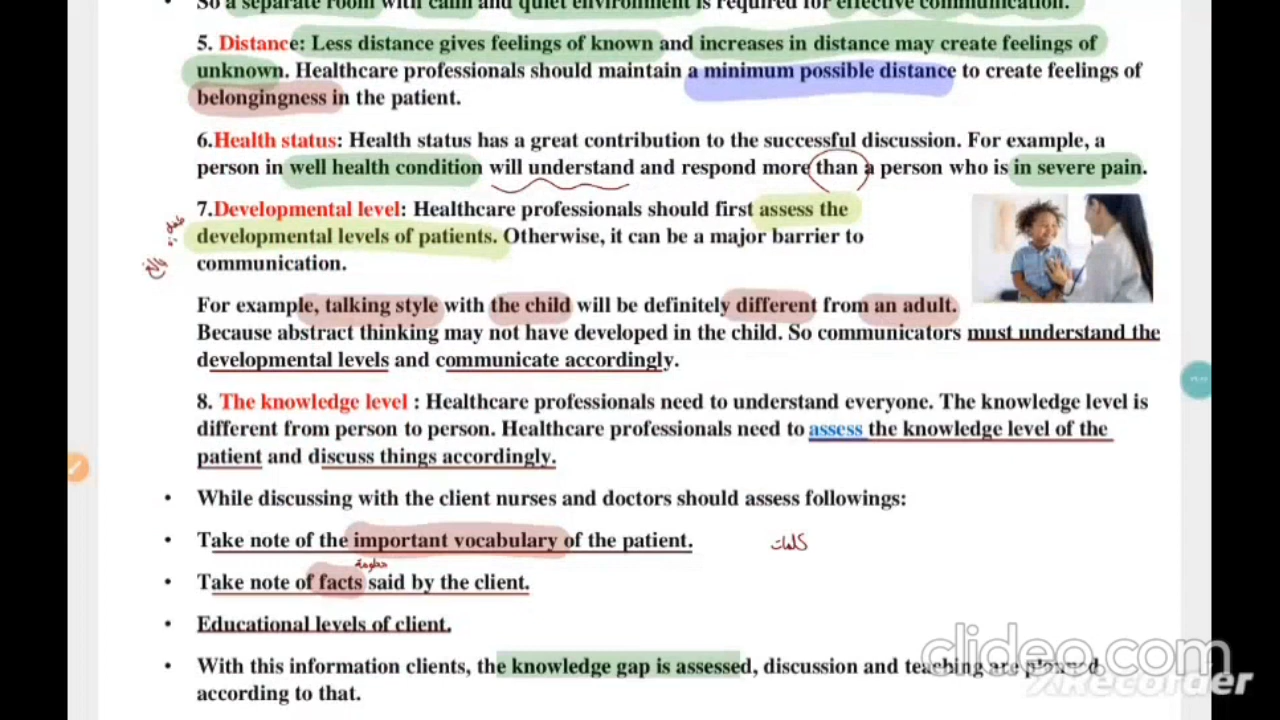 So a separate room with calm and quiet environment is required for effective communication.
5. Distance: Less distance gives feelings of known and increases in distance may create feelings of
unknown. Healthcare professionals should maintain a minimum possible distance to create feelings of
belongingness in the patient.
6.Health status: Health status has a great contribution to the successful discussion. For example, a
person in well health condition will understand and respond more than a person who is in severe pain.
7.Developmental level: Healthcare professionals should first assess the
developmental levels of patients. Otherwise, it can be a major barrier to
communication.
طفل
بالغ
For example, talking style with the child will be definitely different from an adult.
Because abstract thinking may not have developed in the child. So communicators must understand the
developmental levels and communicate accordingly.
8. The knowledge level : Healthcare professionals need to understand everyone. The knowledge level is
different from person to person. Healthcare professionals need to assess the knowledge level of the
patient and discuss things accordingly.
• While discussing with the client nurses and doctors should assess followings:
• Take note of the important vocabulary of the patient. كلمات
• Take note of facts said by the client.
• Educational levels of client.
• With this information clients, the knowledge gap is assessed, discussion and teaching are planned
according to that.
clideo.com
XRecorder